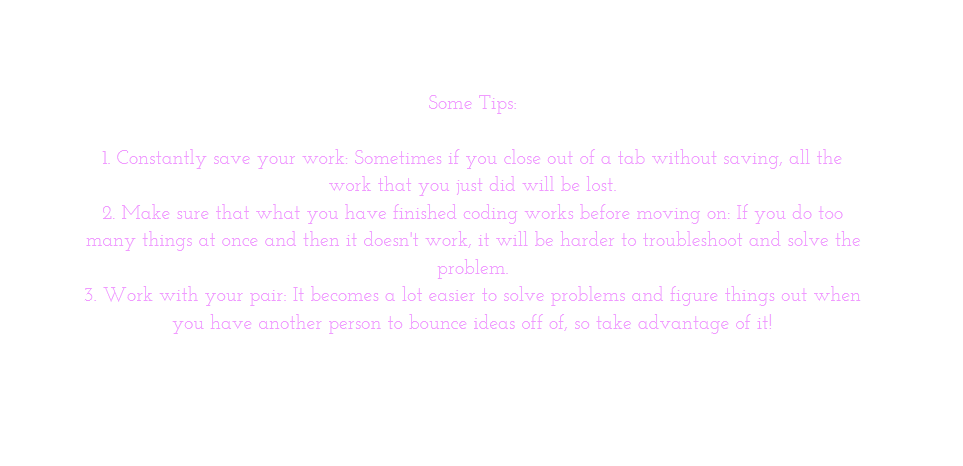 Some Tips:
1. Constantly save your work: Sometimes if you close out of a tab without saving, all the
work that you just did will be lost.
2. Make sure that what you have finished coding works before moving on: If you do too
many things at once and then it doesn't work, it will be harder to troubleshoot and solve the
problem.
3. Work with your pair: It becomes a lot easier to solve problems and figure things out when
you have another person to bounce ideas off of, so take advantage of it!